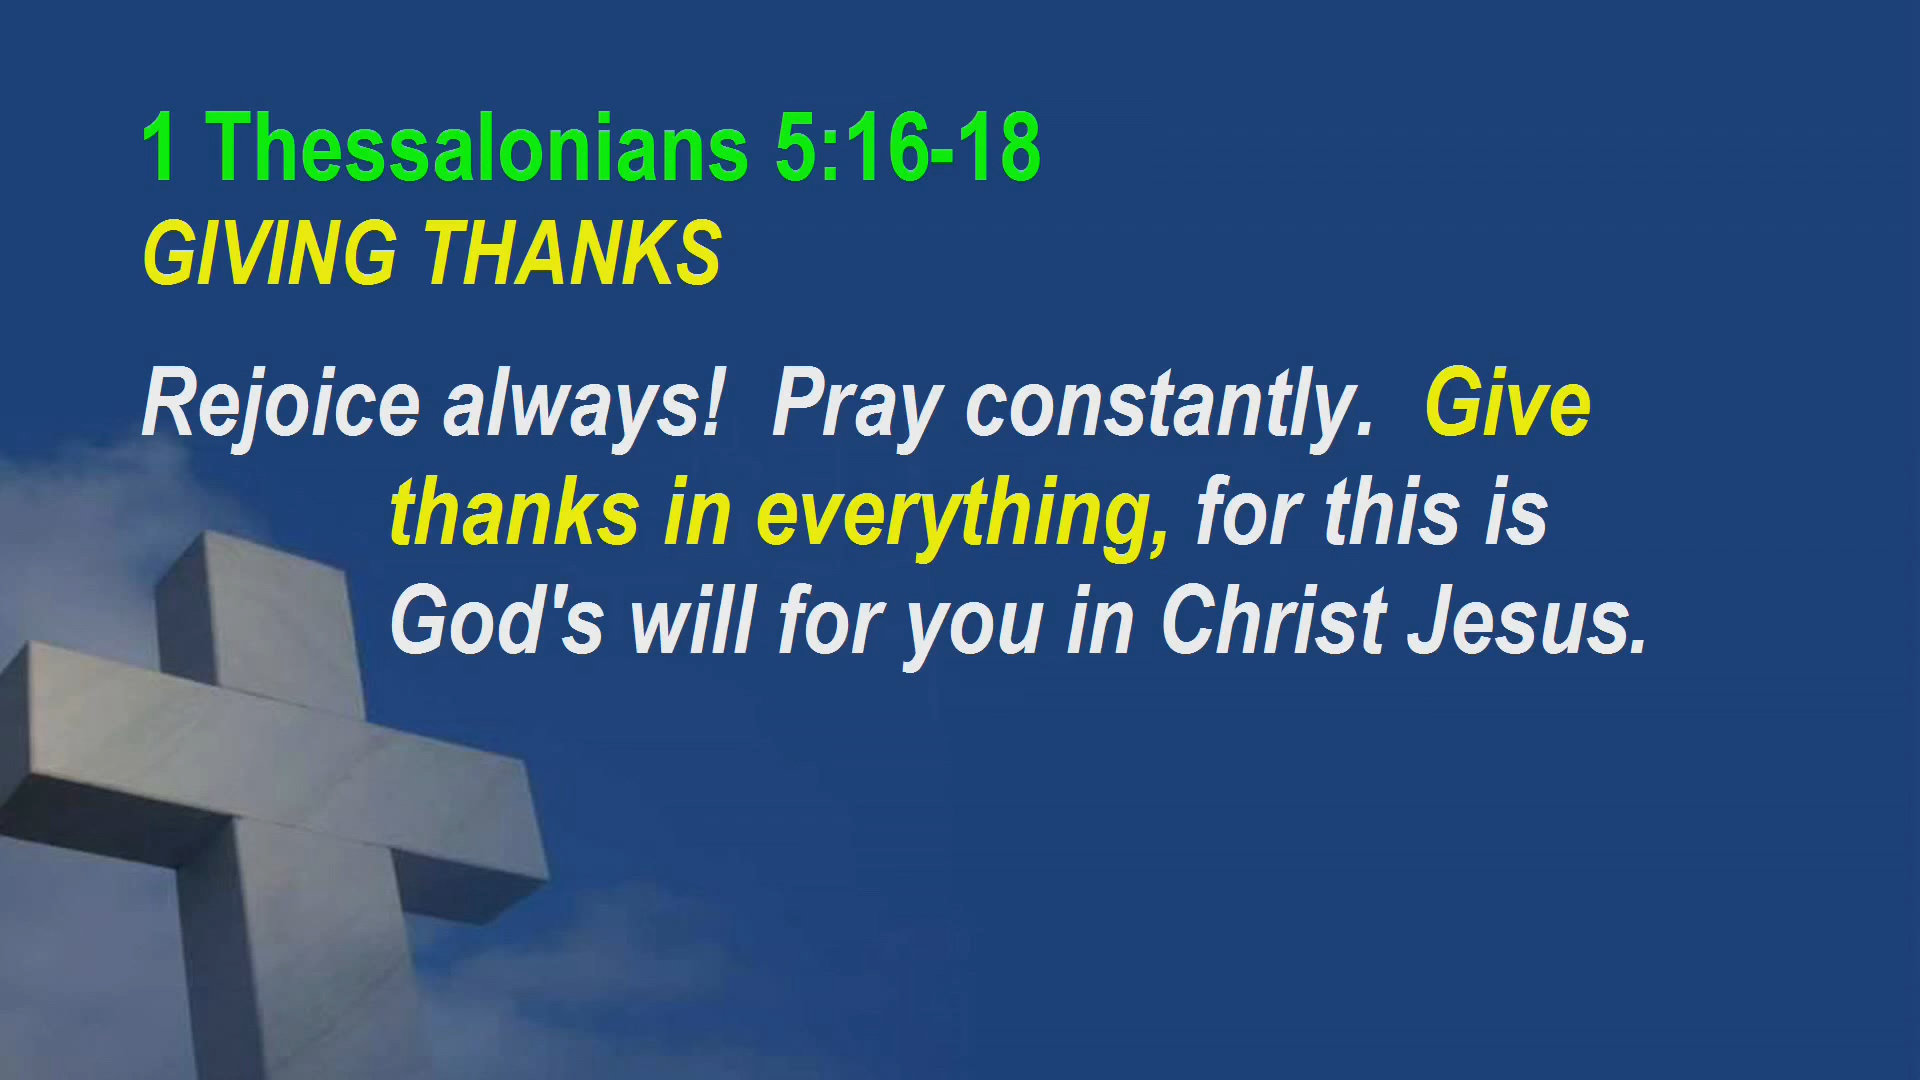 1 Thessalonians 5:16-18
GIVING THANKS
Rejoice always!  Pray constantly.  Give
thanks in everything, for this is
God's will for you in Christ Jesus.